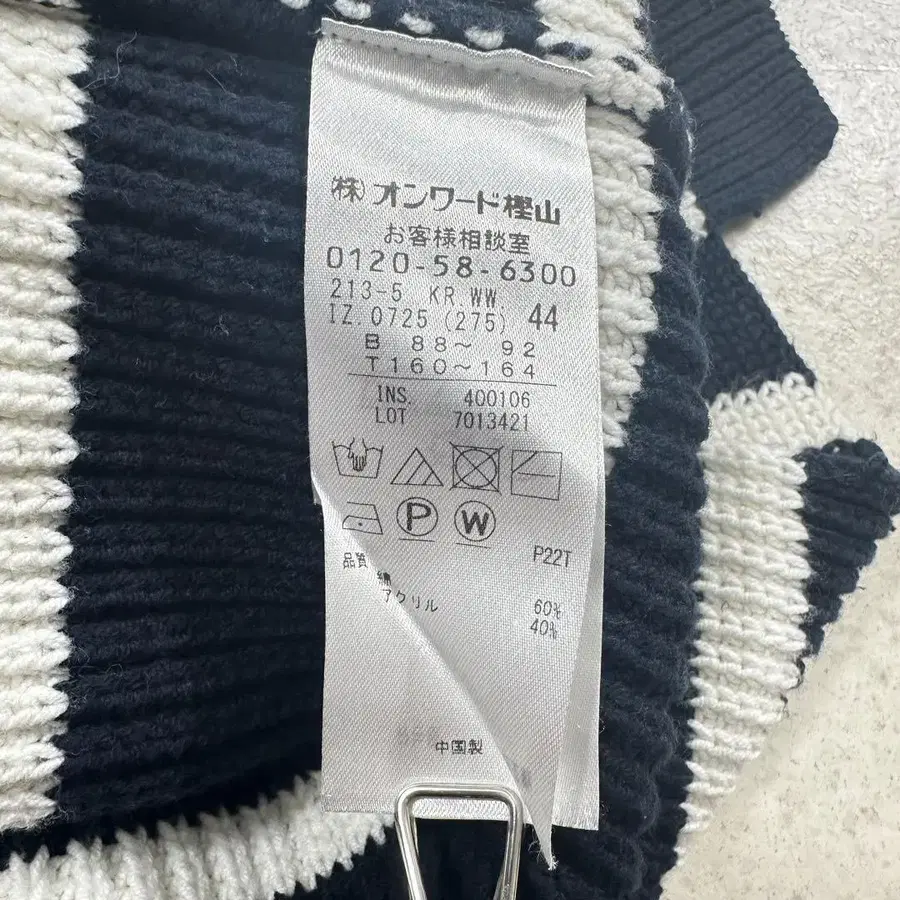 (株)オンワード樫山
お客様相談室
0120-58-6300
213-5 KR WW
IZ.0725 (275) 44
B 88～ 92
T160～164
INS. 400106
LOT 7013421
P W
P22T
品質 綿 60%
アクリル 40%
中国製